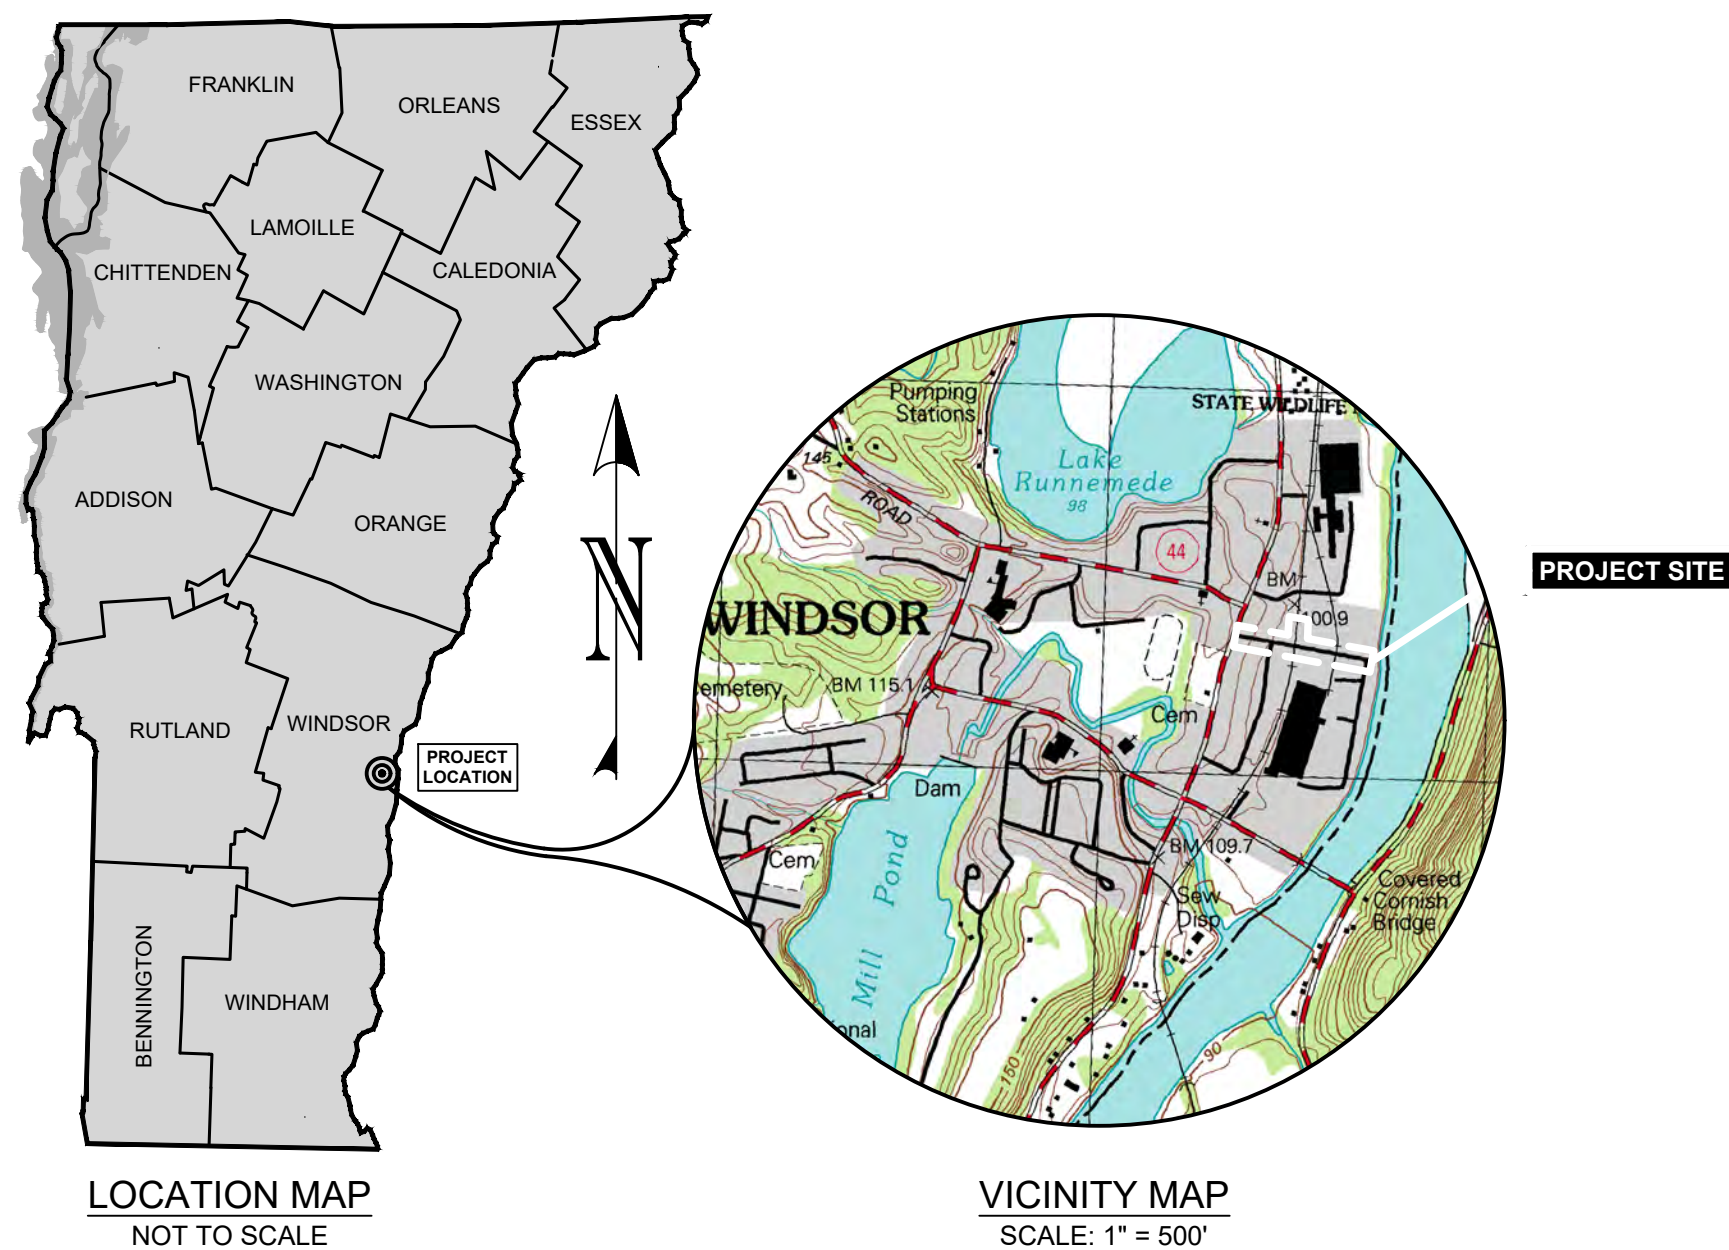 FRANKLIN
ORLEANS
ESSEX
LAMOILLE
CHITTENDEN
CALEDONIA
WASHINGTON
ADDISON
ORANGE
RUTLAND
WINDSOR
PROJECT
LOCATION
BENNINGTON
WINDHAM
N
Pumping
Stations
STATE WILDLIFE
145
ROAD
Lake
Runnemede
98
44
BM
100.9
WINDSOR
emetery
BM 115.1
Cem
Dam
Mill Pond
Cem
BM 109.7
Sew
Disp
Covered
Cornish
Bridge
onal
150
90
PROJECT SITE
LOCATION MAP
NOT TO SCALE
VICINITY MAP
SCALE: 1" = 500'